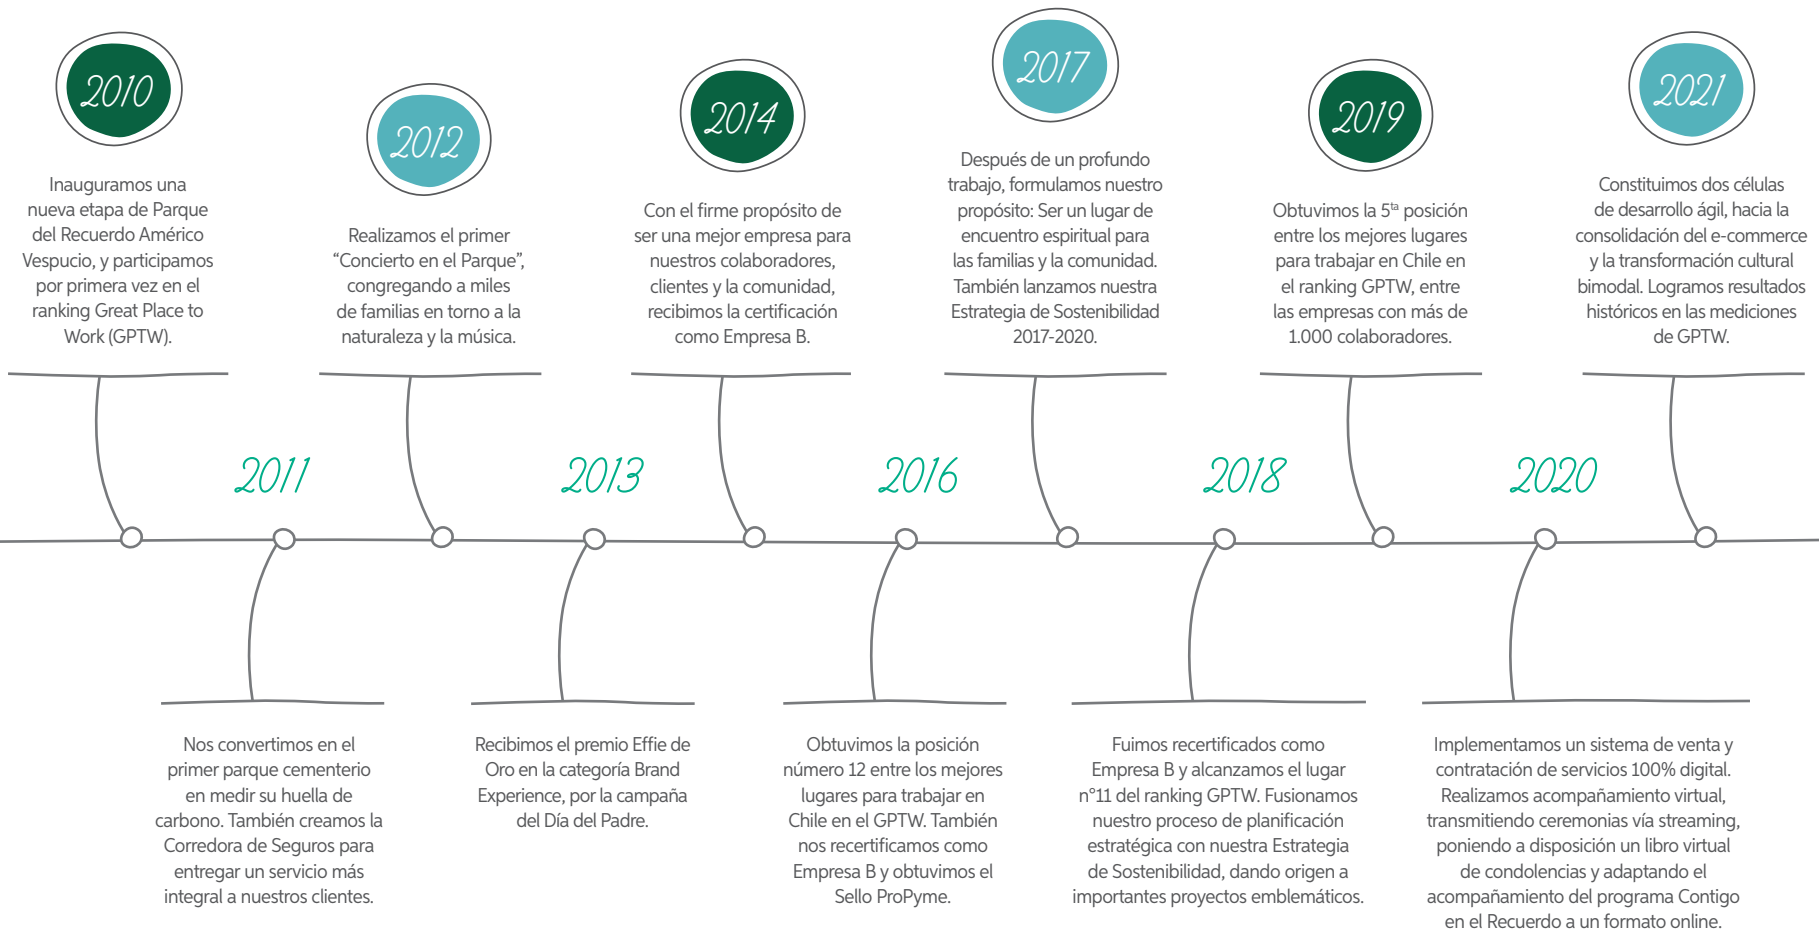 2010
Inauguramos una
nueva etapa de Parque
del Recuerdo Américo
Vespucio, y participamos
por primera vez en el
ranking Great Place to
Work (GPTW).
2011
Nos convertimos en el
primer parque cementerio
en medir su huella de
carbono. También creamos la
Corredora de Seguros para
entregar un servicio más
integral a nuestros clientes.
2012
Realizamos el primer
“Concierto en el Parque”,
congregando a miles
de familias en torno a la
naturaleza y la música.
2013
Recibimos el premio Effie de
Oro en la categoría Brand
Experience, por la campaña
del Día del Padre.
2014
Con el firme propósito de
ser una mejor empresa para
nuestros colaboradores,
clientes y la comunidad,
recibimos la certificación
como Empresa B.
2016
Obtuvimos la posición
número 12 entre los mejores
lugares para trabajar en
Chile en el GPTW. También
nos recertificamos como
Empresa B y obtuvimos el
Sello ProPyme.
2017
Después de un profundo
trabajo, formulamos nuestro
propósito: Ser un lugar de
encuentro espiritual para
las familias y la comunidad.
También lanzamos nuestra
Estrategia de Sostenibilidad
2017-2020.
2018
Fuimos recertificados como
Empresa B y alcanzamos el lugar
n°11 del ranking GPTW. Fusionamos
nuestro proceso de planificación
estratégica con nuestra Estrategia
de Sostenibilidad, dando origen a
importantes proyectos emblemáticos.
2019
Obtuvimos la 5ta posición
entre los mejores lugares
para trabajar en Chile en
el ranking GPTW, entre
las empresas con más de
1.000 colaboradores.
2020
Implementamos un sistema de venta y
contratación de servicios 100% digital.
Realizamos acompañamiento virtual,
transmitiendo ceremonias vía streaming,
poniendo a disposición un libro virtual
de condolencias y adaptando el
acompañamiento del programa Contigo
en el Recuerdo a un formato online.
2021
Constituimos dos células
de desarrollo ágil, hacia la
consolidación del e-commerce
y la transformación cultural
bimodal. Logramos resultados
históricos en las mediciones
de GPTW.